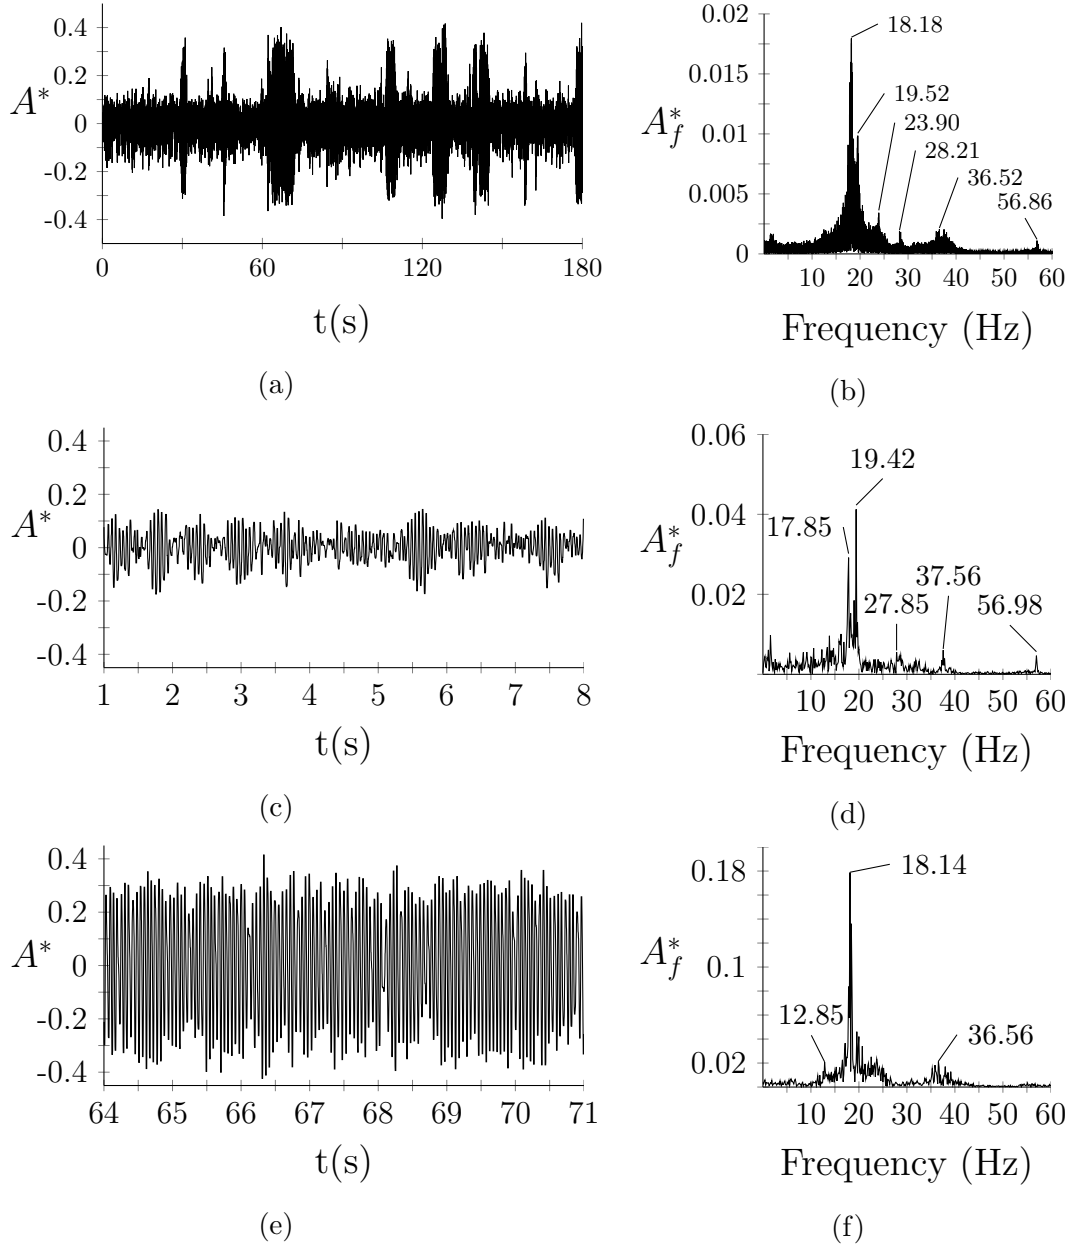 0.4
0.2
A*
0
-0.2
-0.4
0 60 120 180
t(s)
(a)
0.02
18.18
0.015
19.52
A*f
0.01
23.90
28.21
0.005
36.52
56.86
0
10 20 30 40 50 60
Frequency (Hz)
(b)
0.4
0.2
A*
0
-0.2
-0.4
1 2 3 4 5 6 7 8
t(s)
(c)
0.06
19.42
0.04
17.85
A*f
37.56
0.02
27.85
56.98
10 20 30 40 50 60
Frequency (Hz)
(d)
0.4
0.2
A*
0
-0.2
-0.4
64 65 66 67 68 69 70 71
t(s)
(e)
0.18
18.14
A*f
0.1
12.85
36.56
0.02
10 20 30 40 50 60
Frequency (Hz)
(f)